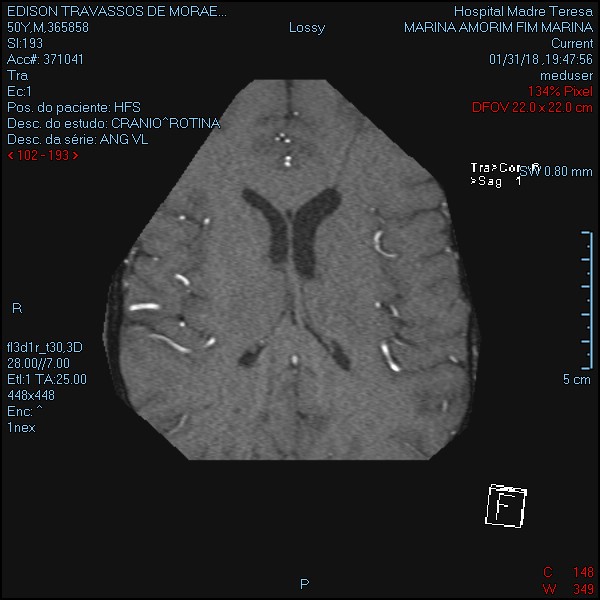 EDISON TRAVASSOS DE MORAE...
50Y,M,365858
Sl:193
Acc#: 371041
Tra
Ec:1
Pos. do paciente: HFS
Desc. do estudo: CRANIO^ROTINA
Desc. da série: ANG VL
< 102 - 193 >
Lossy
Hospital Madre Teresa
MARINA AMORIM FIM MARINA
Current
01/31/18 ,19:47:56
meduser
134% Pixel
DFOV 22.0 x 22.0 cm
Tra>Cor
SW 0.80 mm
>Sag 1
R
fl3d1r_t30,3D
28.00//7.00
Etl:1 TA:25.00
448x448
Enc: ^
1nex
5 cm
F
P
C 148
W 349